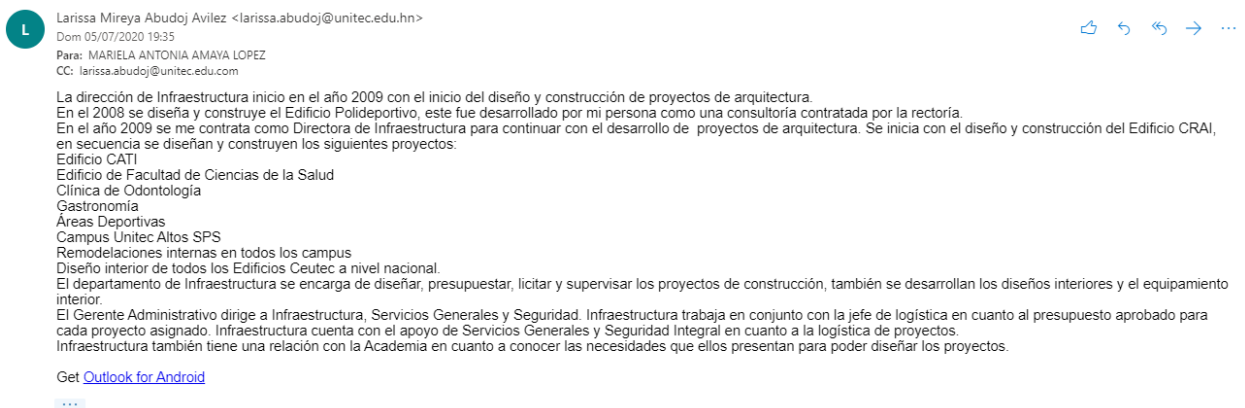 L
Larissa Mireya Abudoj Avilez <larissa.abudoj@unitec.edu.hn>
Dom 05/07/2020 19:35
Para: MARIELA ANTONIA AMAYA LOPEZ
CC: larissa.abudoj@unitec.edu.com
La dirección de Infraestructura inicio en el año 2009 con el inicio del diseño y construcción de proyectos de arquitectura.
En el 2008 se diseña y construye el Edificio Polideportivo, este fue desarrollado por mi persona como una consultoría contratada por la rectoría.
En el año 2009 se me contrata como Directora de Infraestructura para continuar con el desarrollo de  proyectos de arquitectura. Se inicia con el diseño y construcción del Edificio CRAI,
en secuencia se diseñan y construyen los siguientes proyectos:
Edificio CATI
Edificio de Facultad de Ciencias de la Salud
Clínica de Odontología
Gastronomía
Áreas Deportivas
Campus Unitec Altos SPS
Remodelaciones internas en todos los campus
Diseño interior de todos los Edificios Ceutec a nivel nacional.
El departamento de Infraestructura se encarga de diseñar, presupuestar, licitar y supervisar los proyectos de construcción, también se desarrollan los diseños interiores y el equipamiento
interior.
El Gerente Administrativo dirige a Infraestructura, Servicios Generales y Seguridad. Infraestructura trabaja en conjunto con la jefe de logística en cuanto al presupuesto aprobado para
cada proyecto asignado. Infraestructura cuenta con el apoyo de Servicios Generales y Seguridad Integral en cuanto a la logística de proyectos.
Infraestructura también tiene una relación con la Academia en cuanto a conocer las necesidades que ellos presentan para poder diseñar los proyectos.
Get Outlook for Android